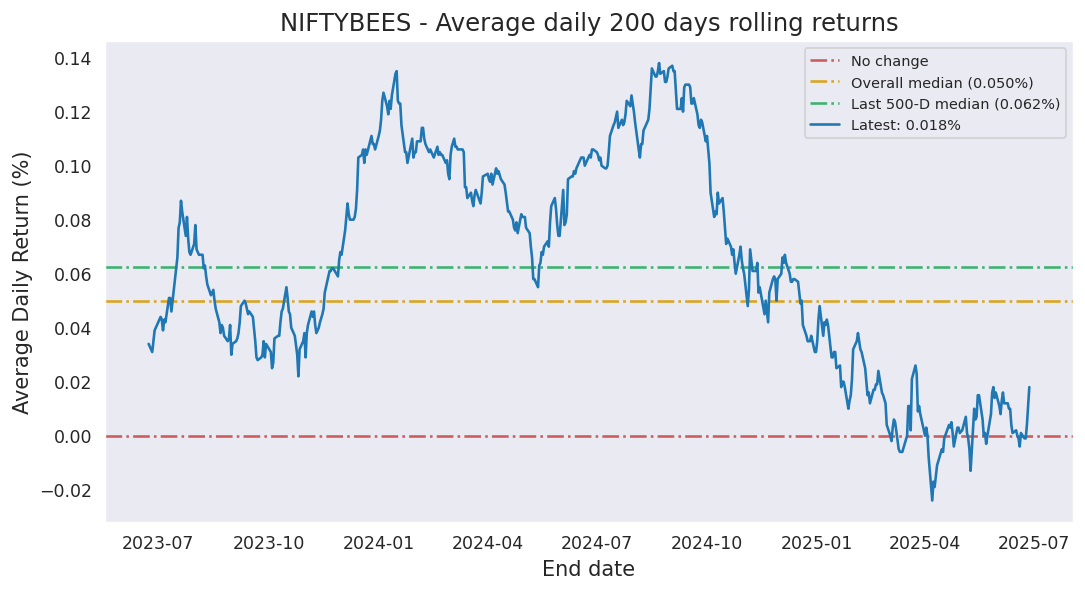 NIFTYBEES - Average daily 200 days rolling returns
No change
Overall median (0.050%)
Last 500-D median (0.062%)
Latest: 0.018%
Average Daily Return (%)
0.14
0.12
0.10
0.08
0.06
0.04
0.02
0.00
−0.02
2023-07 2023-10 2024-01 2024-04 2024-07 2024-10 2025-01 2025-04 2025-07
End date